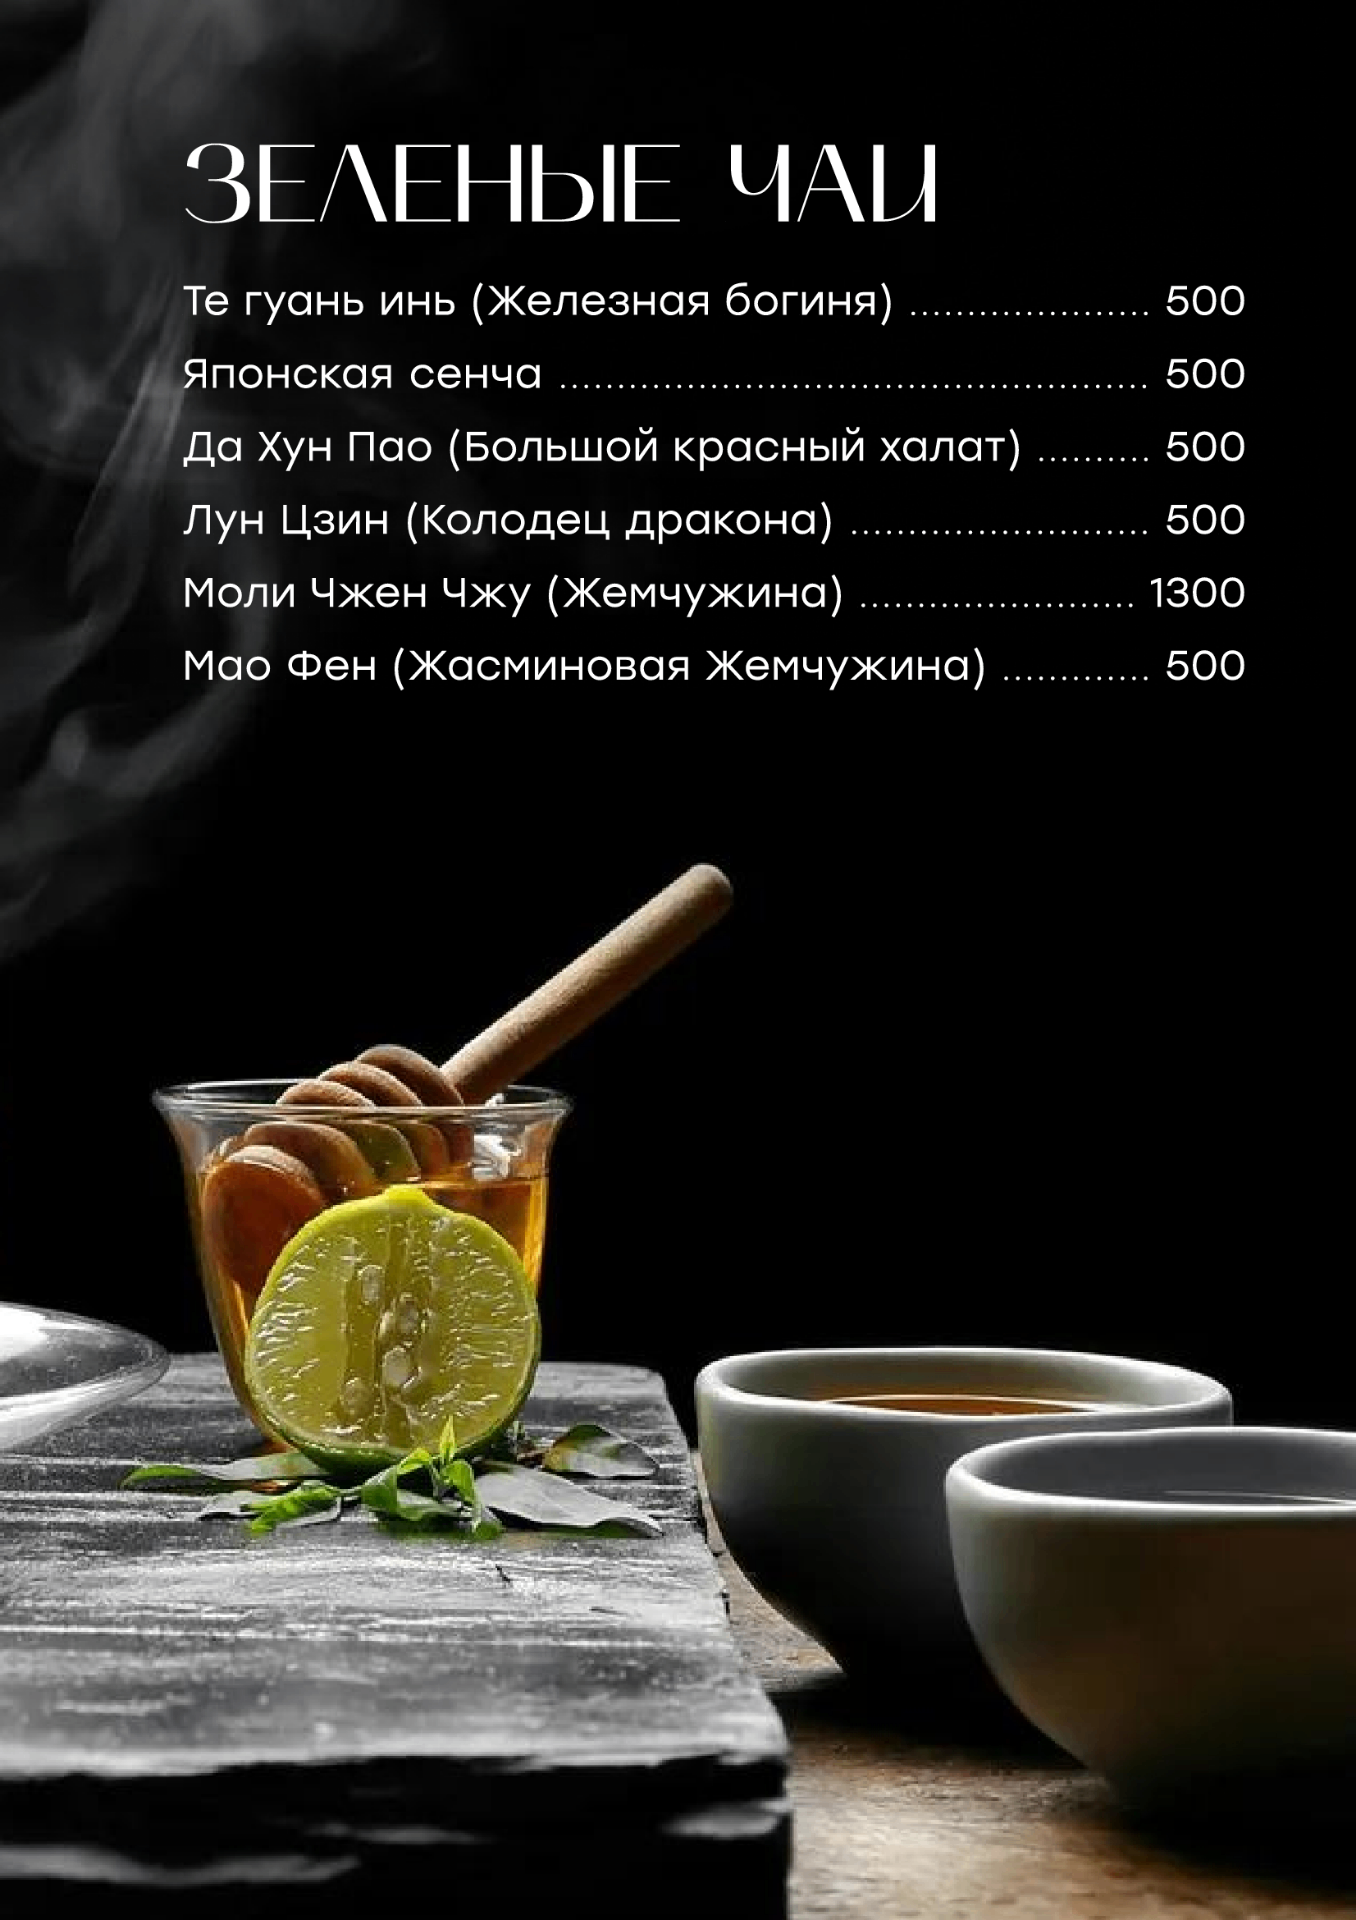 ЗЕЛЕНЫЕ ЧАИ
Те гуань инь (Железная богиня) ..................... 500
Японская сенча .................................................... 500
Да Хун Пао (Большой красный халат) .......... 500
Лун Цзин (Колодец дракона) .......................... 500
Моли Чжен Чжу (Жемчужина) ........................ 1300
Мао Фен (Жасминовая Жемчужина) ............. 500